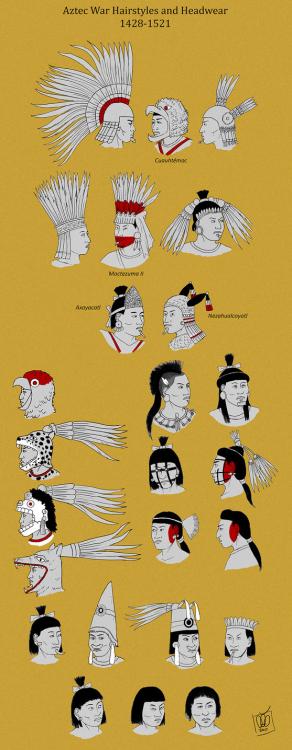 Aztec War Hairstyles and Headwear
1428-1521
Cuauhtémoc
Moctezuma II
Axayacatl
Nezahualcoyotl